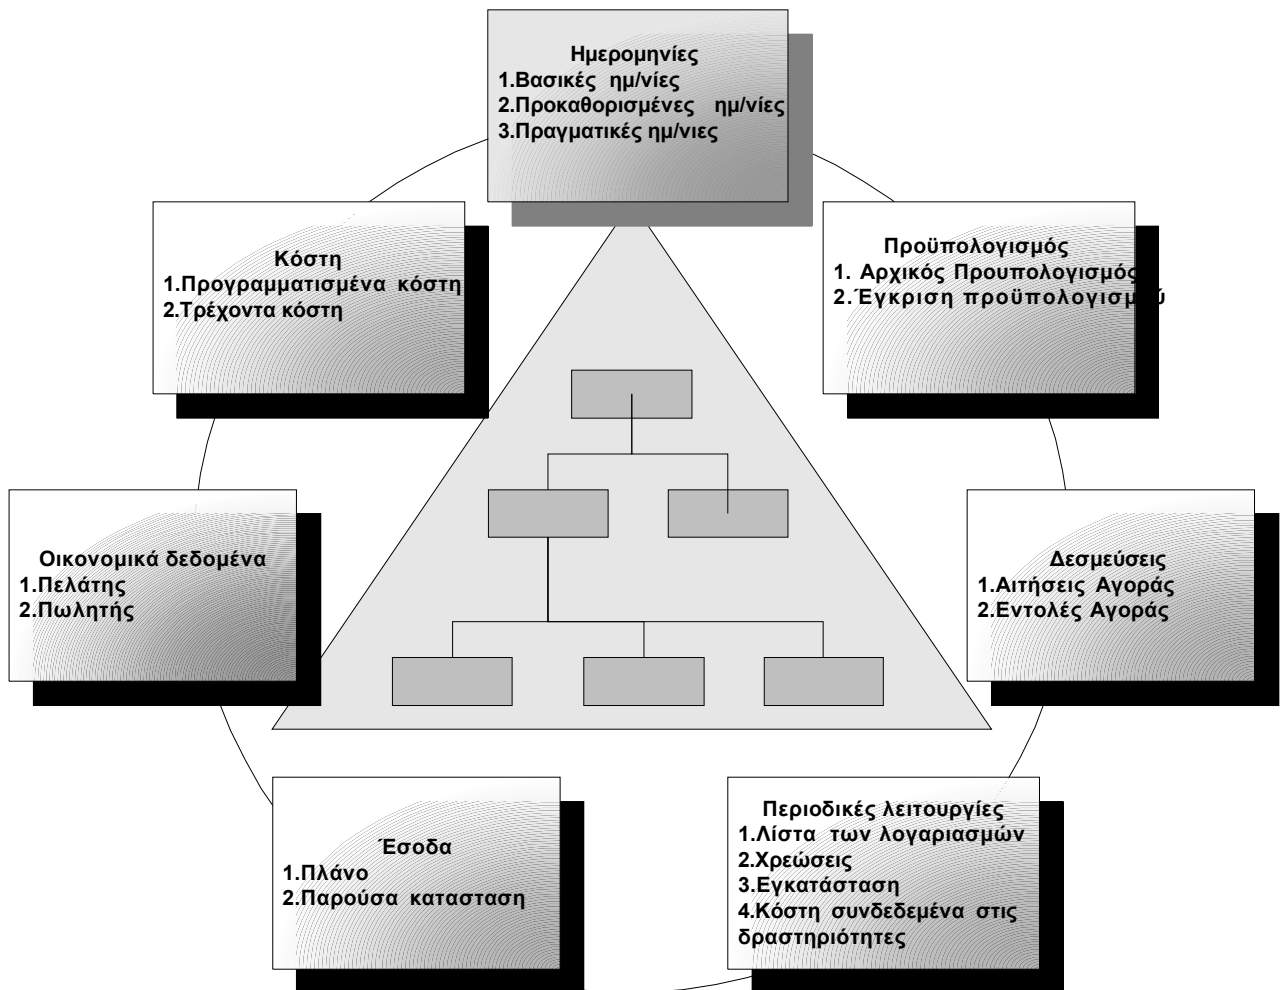 Ημερομηνίες
1.Βασικές ημ/νίες
2.Προκαθορισμένες ημ/νίες
3.Πραγματικές ημ/νιες
Κόστη
1.Προγραμματισμένα κόστη
2.Τρέχοντα κόστη
Προϋπολογισμός
1. Αρχικός Προυπολογισμός
2.Έγκριση προϋπολογισμού
Οικονομικά δεδομένα
1.Πελάτης
2.Πωλητής
Δεσμεύσεις
1.Αιτήσεις Αγοράς
2.Εντολές Αγοράς
Έσοδα
1.Πλάνο
2.Παρούσα κατασταση
Περιοδικές λειτουργίες
1.Λίστα των λογαριασμών
2.Χρεώσεις
3.Εγκατάσταση
4.Κόστη συνδεδεμένα στις
δραστηριότητες